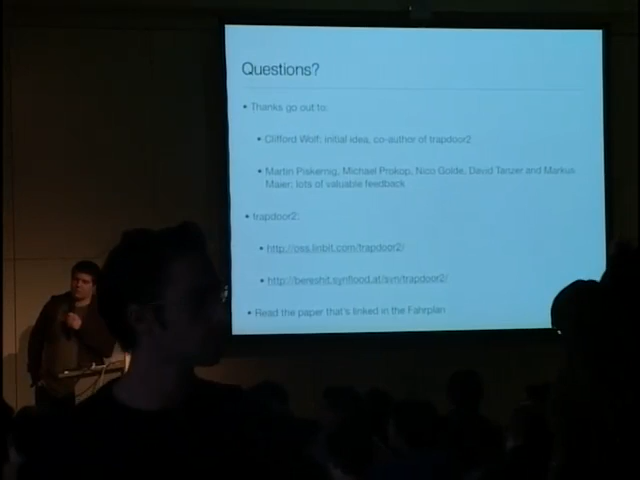 Questions?
• Thanks go out to:
• Clifford Wolf: initial idea, co-author of trapdoor2
• Martin Piskernig, Michael Prokop, Nico Golde, David Tanzer and Markus
Maier: lots of valuable feedback
• trapdoor2:
• http://oss.linbit.com/trapdoor2/
• http://bereshit.synflood.at/svn/trapdoor2/
• Read the paper that's linked in the Fahrplan